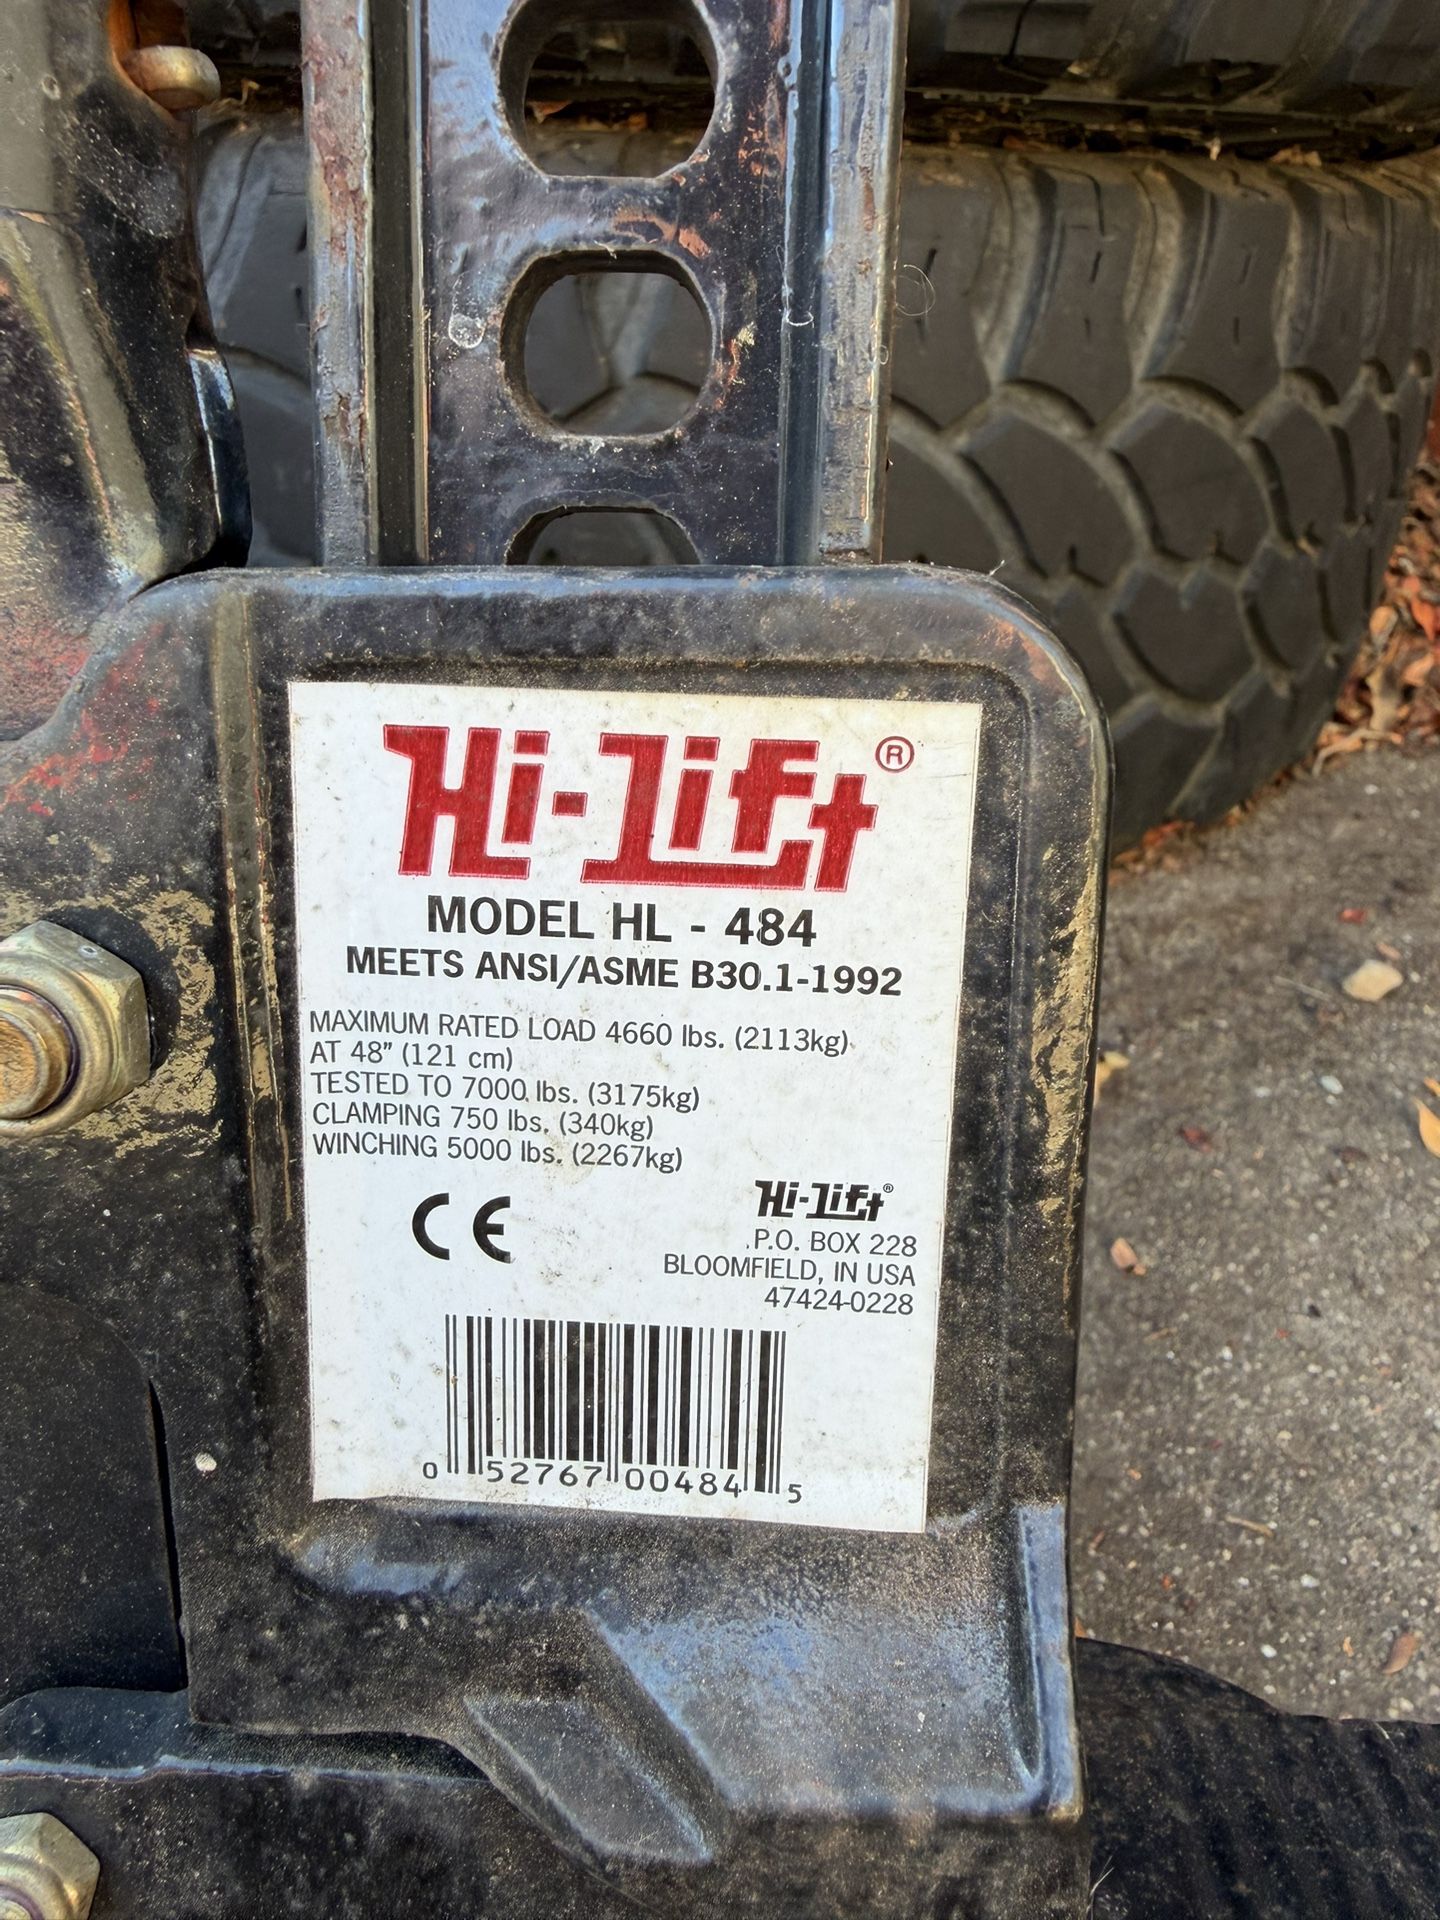 Hi-Lift®
MODEL HL - 484
MEETS ANSI/ASME B30.1-1992
MAXIMUM RATED LOAD 4660 lbs. (2113kg)
AT 48" (121 cm)
TESTED TO 7000 lbs. (3175kg)
CLAMPING 750 lbs. (340kg)
WINCHING 5000 lbs. (2267kg)
CE
Hi-Lift®
P.O. BOX 228
BLOOMFIELD, IN USA
47424-0228
0 52767 00484 5